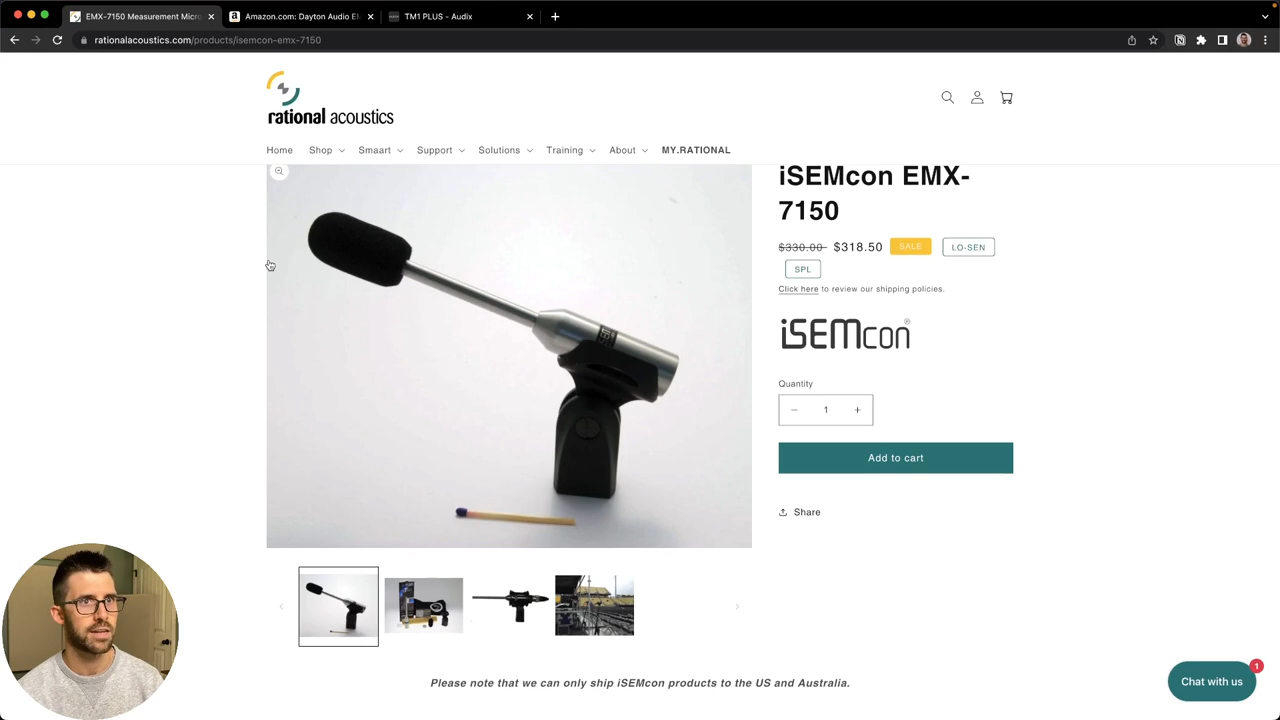 EMX-7150 Measurement Micro
Amazon.com: Dayton Audio EM
TM1 PLUS - Audix
rationalacoustics.com/products/isemcon-emx-7150
rational acoustics
Home Shop Smaart Support Solutions Training About MY.RATIONAL
iSEMcon EMX-
7150
$330.00 $318.50 SALE LO-SEN
SPL
Click here to review our shipping policies.
iSEMcon®
Quantity
1
Add to cart
Share
Please note that we can only ship iSEMcon products to the US and Australia.
1
Chat with us